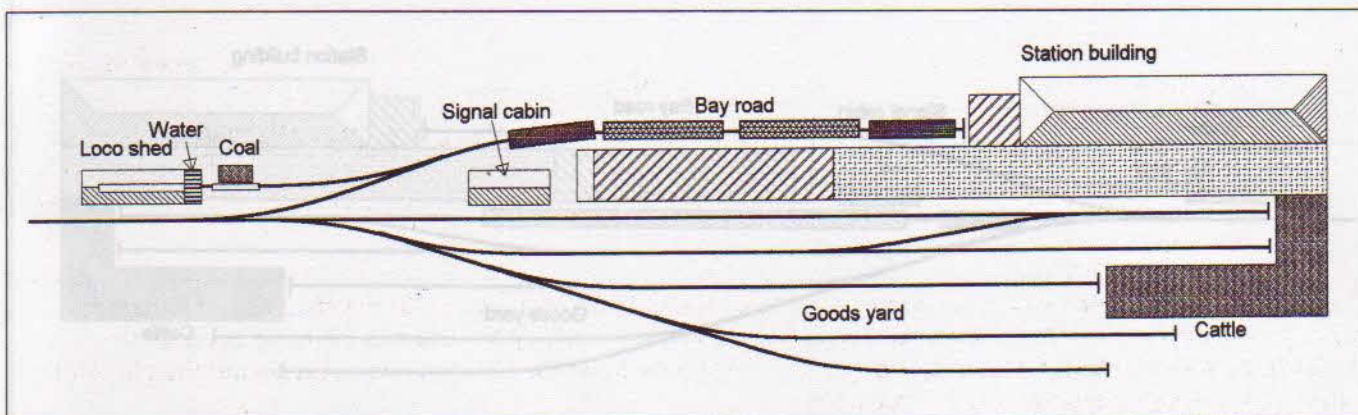 Station building
Signal cabin
Bay road
Water
Loco shed
Coal
Goods yard
Cattle